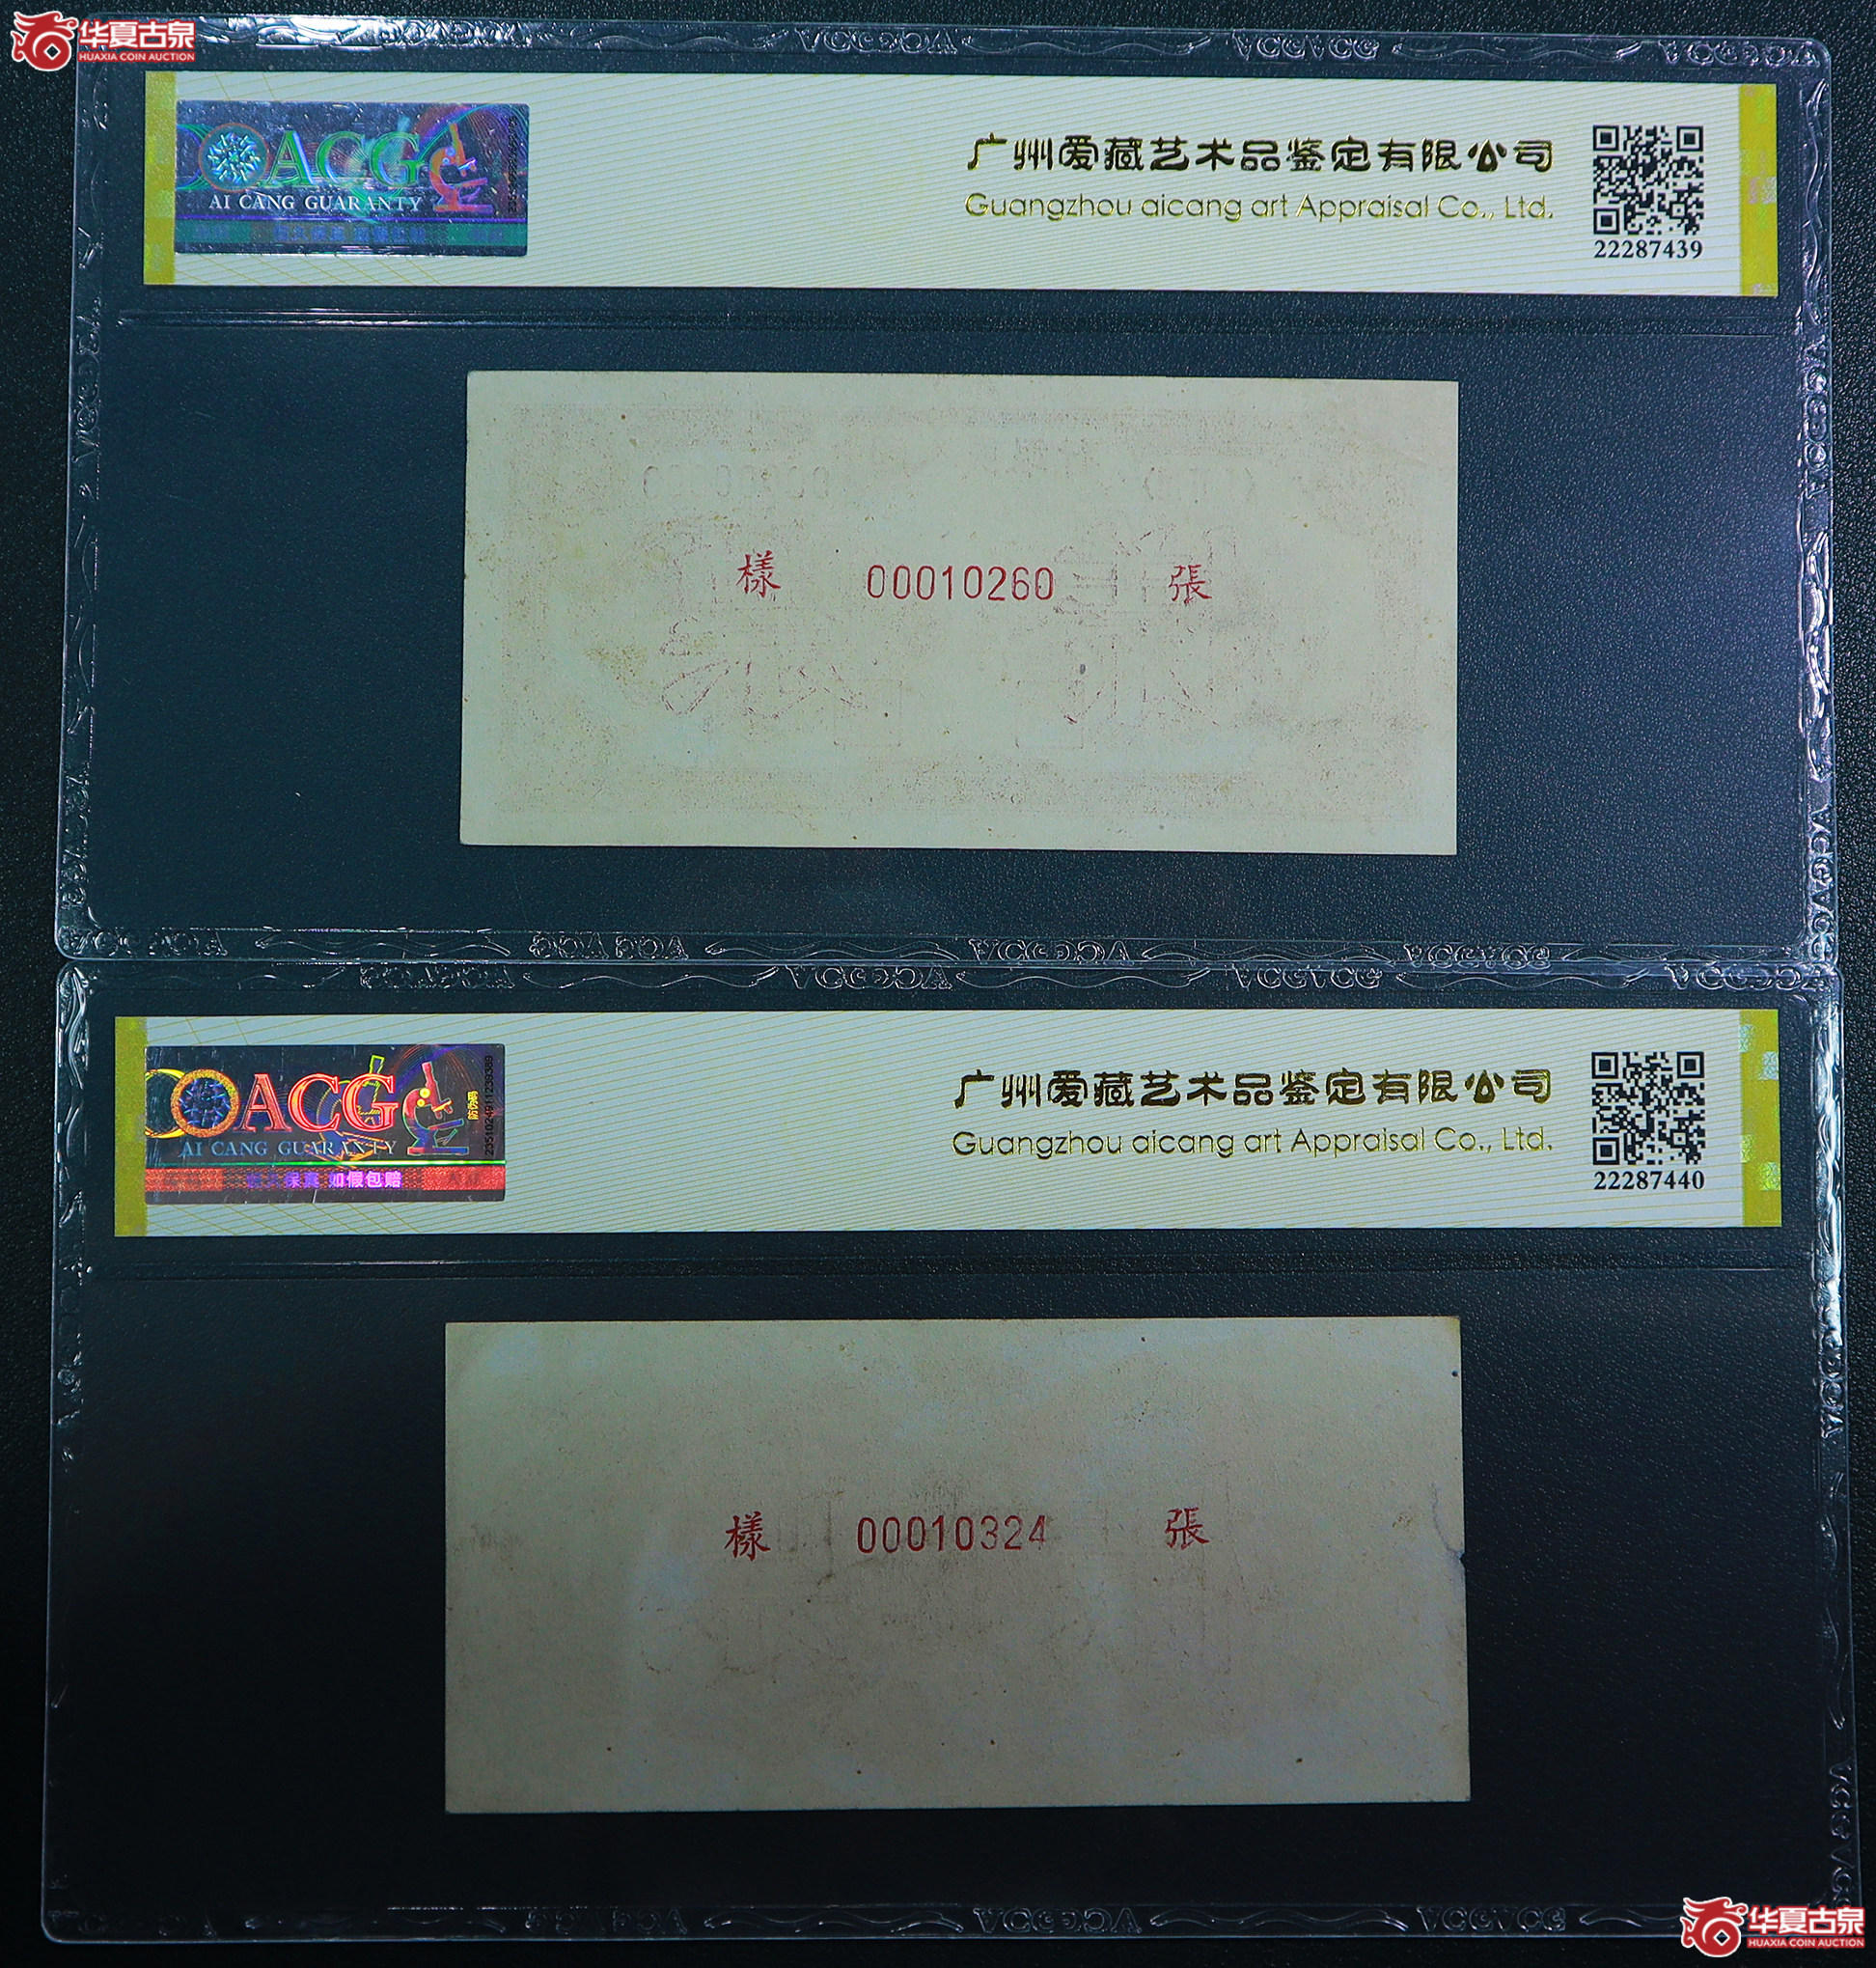 华夏古泉
HUAXIA COIN AUCTION
ACG
AI CANG GUARANTY
广州爱藏艺术品鉴定有限公司
Guangzhou aicang art Appraisal Co., Ltd.
22287439
樣 00010260 張
ACG
AI CANG GUARANTY
如假包赔
防伪码
广州爱藏艺术品鉴定有限公司
Guangzhou aicang art Appraisal Co., Ltd.
22287440
樣 00010324 張
华夏古泉
HUAXIA COIN AUCTION